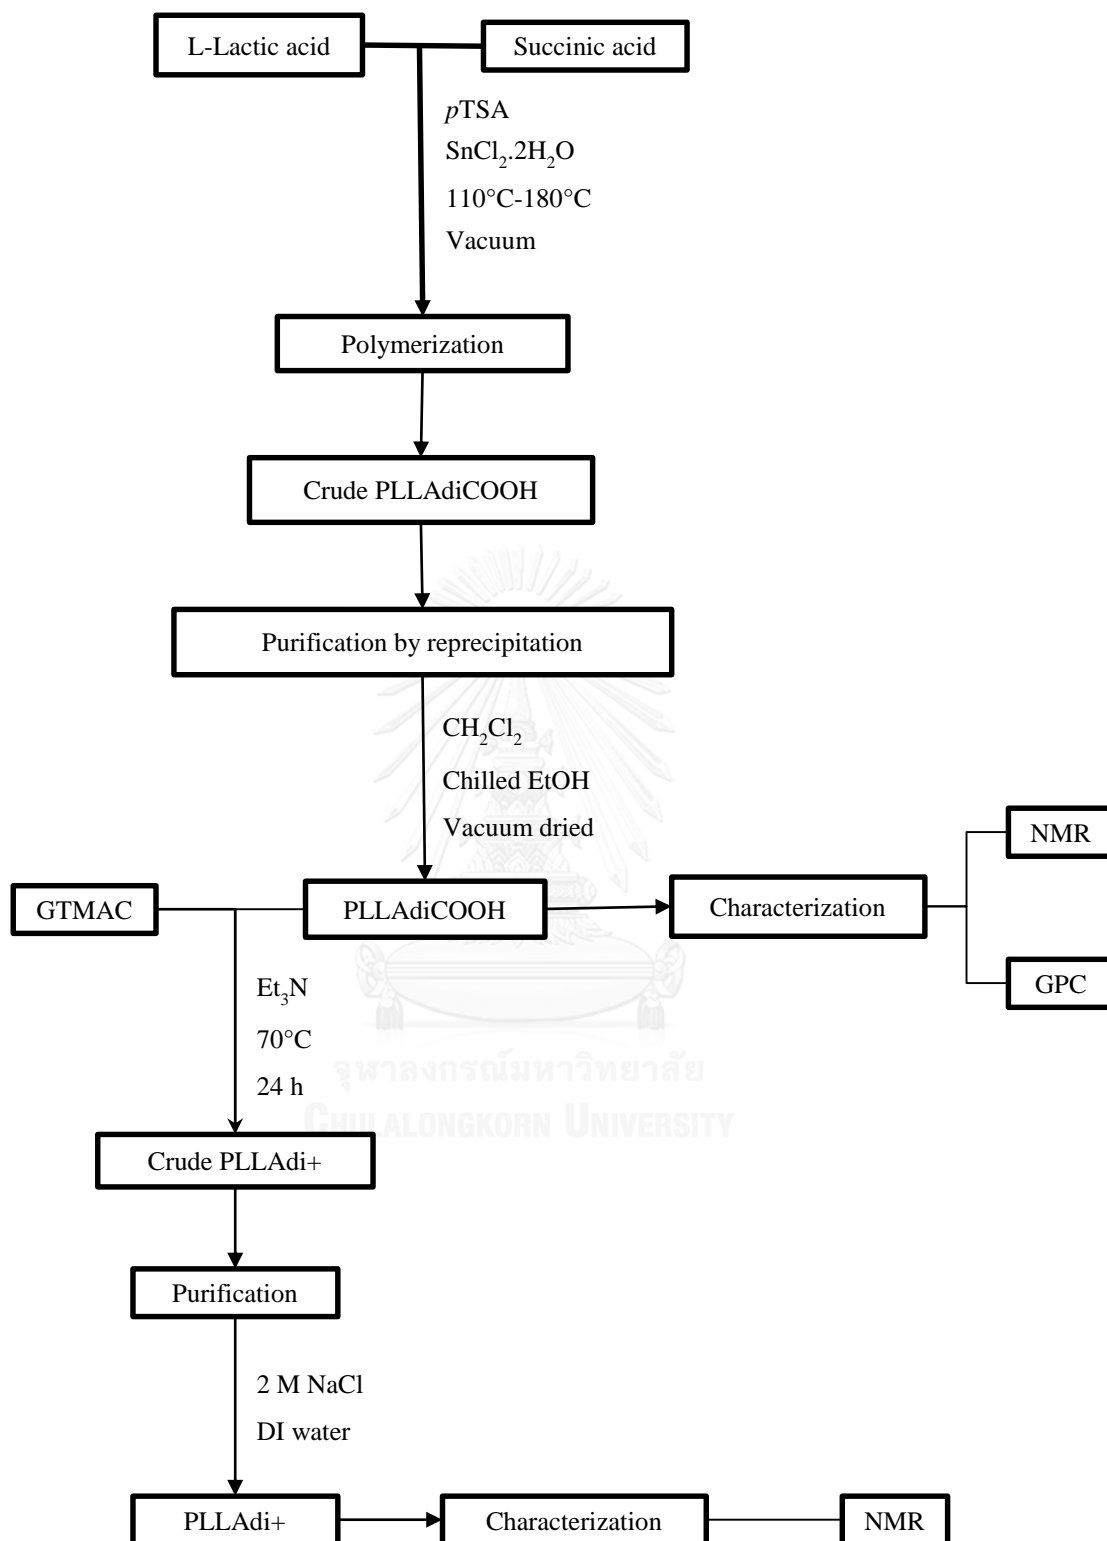 L-Lactic acid
Succinic acid
pTSA
SnCl₂.2H₂O
110°C-180°C
Vacuum
Polymerization
Crude PLLAdiCOOH
Purification by reprecipitation
CH₂Cl₂
Chilled EtOH
Vacuum dried
NMR
GTMAC
PLLAdiCOOH
Characterization
GPC
Et₃N
70°C
24 h
จุฬาลงกรณ์มหาวิทยาลัย
CHULALONGKORN UNIVERSITY
Crude PLLAdi+
Purification
2 M NaCl
DI water
PLLAdi+
Characterization
NMR